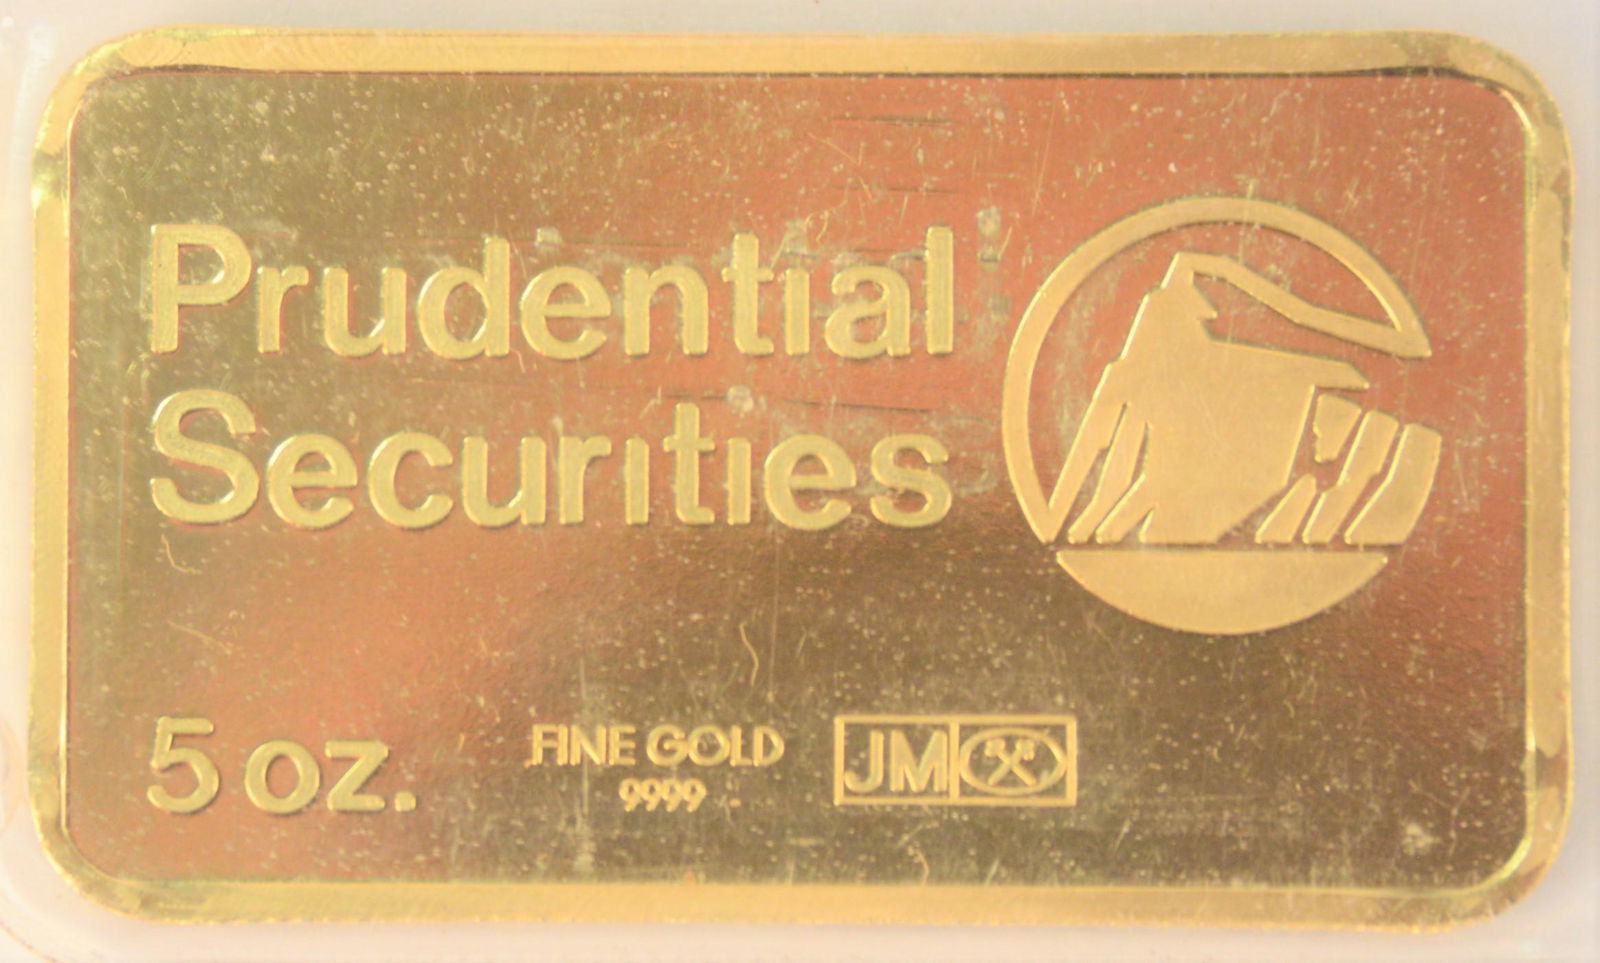 Prudential
Securities
5 oz.
FINE GOLD
9999
JM